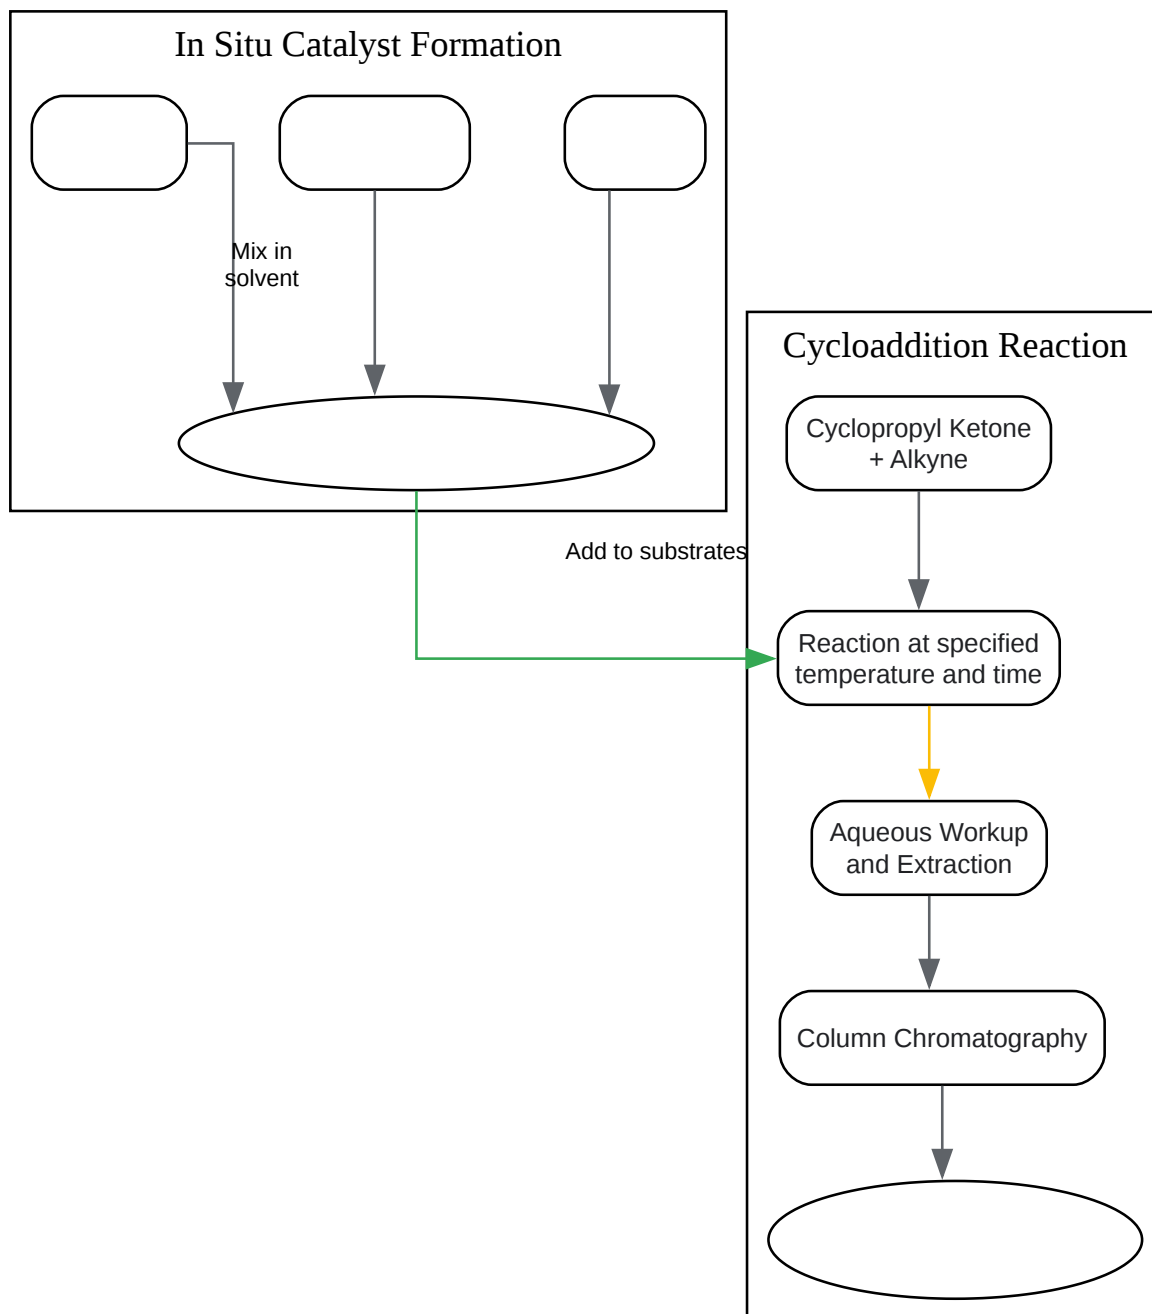 In Situ Catalyst Formation
Mix in
solvent
Cycloaddition Reaction
Cyclopropyl Ketone
+ Alkyne
Add to substrates
Reaction at specified
temperature and time
Aqueous Workup
and Extraction
Column Chromatography